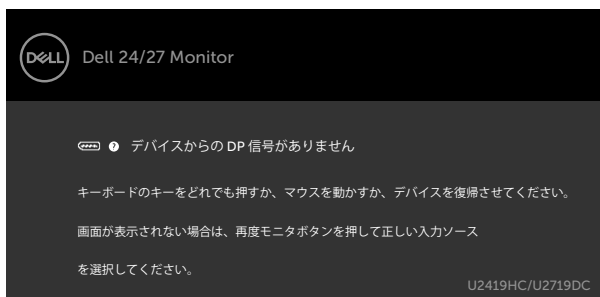 DELL
Dell 24/27 Monitor
? デバイスからの DP 信号がありません
キーボードのキーをどれでも押すか、マウスを動かすか、デバイスを復帰させてください。
画面が表示されない場合は、再度モニタボタンを押して正しい入力ソース
を選択してください。
U2419HC/U2719DC